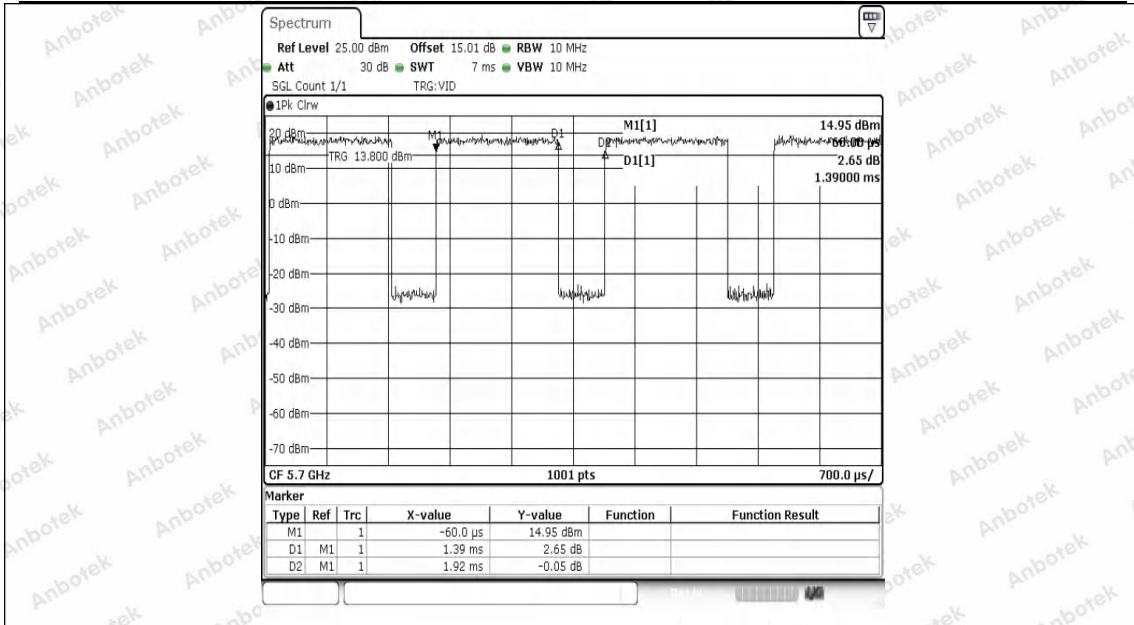 Spectrum
Ref Level 25.00 dBm Offset 15.01 dB RBW 10 MHz
Att 30 dB SWT 7 ms VBW 10 MHz
SGL Count 1/1 TRG:VID
1Pk Clrw
M1[1] 14.95 dBm
-60.00 µs
D1[1] 2.65 dB
1.39000 ms
20 dBm
M1 D1 D2
TRG 13.800 dBm
10 dBm
0 dBm
-10 dBm
-20 dBm
-30 dBm
-40 dBm
-50 dBm
-60 dBm
-70 dBm
CF 5.7 GHz 1001 pts 700.0 µs/
Marker
Type Ref Trc X-value Y-value Function Function Result
M1 1 -60.0 µs 14.95 dBm
D1 M1 1 1.39 ms 2.65 dB
D2 M1 1 1.92 ms -0.05 dB
Anbotek